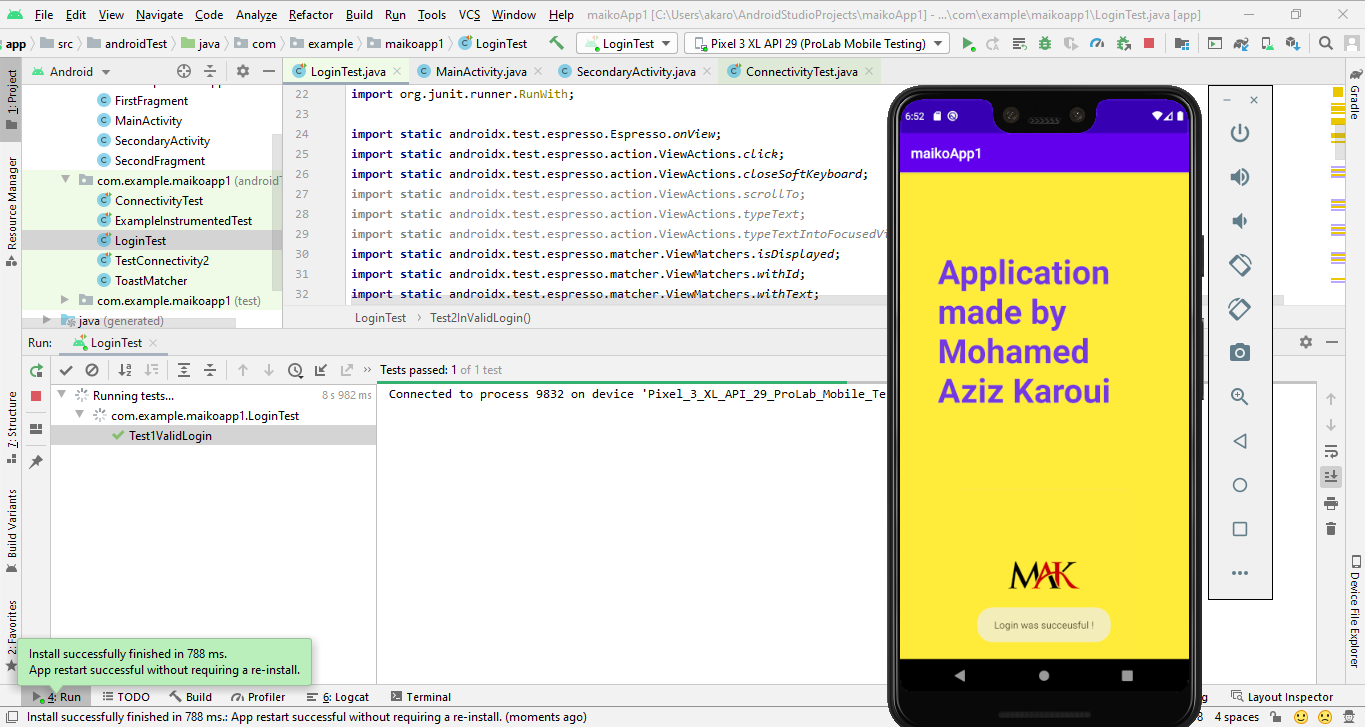 File Edit View Navigate Code Analyze Refactor Build Run Tools VCS Window Help maikoApp1 [C:\Users\akaro\AndroidStudioProjects\maikoApp1] - ...\com\example\maikoapp1\LoginTest.java [app]
app src androidTest java com example maikoapp1 LoginTest LoginTest Pixel 3 XL API 29 (ProLab Mobile Testing)
1: Project
Resource Manager
7: Structure
Build Variants
2: Favorites
Android
FirstFragment
MainActivity
SecondaryActivity
SecondFragment
com.example.maikoapp1 (androidT
ConnectivityTest
ExampleInstrumentedTest
LoginTest
TestConnectivity2
ToastMatcher
com.example.maikoapp1 (test)
java (generated)
LoginTest.java MainActivity.java SecondaryActivity.java ConnectivityTest.java
22 import org.junit.runner.RunWith;
23
24 import static androidx.test.espresso.Espresso.onView;
25 import static androidx.test.espresso.action.ViewActions.click;
26 import static androidx.test.espresso.action.ViewActions.closeSoftKeyboard;
27 import static androidx.test.espresso.action.ViewActions.scrollTo;
28 import static androidx.test.espresso.action.ViewActions.typeText;
29 import static androidx.test.espresso.action.ViewActions.typeTextIntoFocusedVi
30 import static androidx.test.espresso.matcher.ViewMatchers.isDisplayed;
31 import static androidx.test.espresso.matcher.ViewMatchers.withId;
32 import static androidx.test.espresso.matcher.ViewMatchers.withText;
LoginTest Test2InValidLogin()
Run: LoginTest
Tests passed: 1 of 1 test
Running tests... 8 s 982 ms
com.example.maikoapp1.LoginTest
Test1ValidLogin
Connected to process 9832 on device 'Pixel_3_XL_API_29_ProLab_Mobile_Te
6:52
maikoApp1
Application
made by
Mohamed
Aziz Karoui
MAK
Login was succeusful !
Gradle
Device File Explorer
Install successfully finished in 788 ms.
App restart successful without requiring a re-install.
4: Run TODO Build Profiler 6: Logcat Terminal Layout Inspector
Install successfully finished in 788 ms.: App restart successful without requiring a re-install. (moments ago) 4 spaces